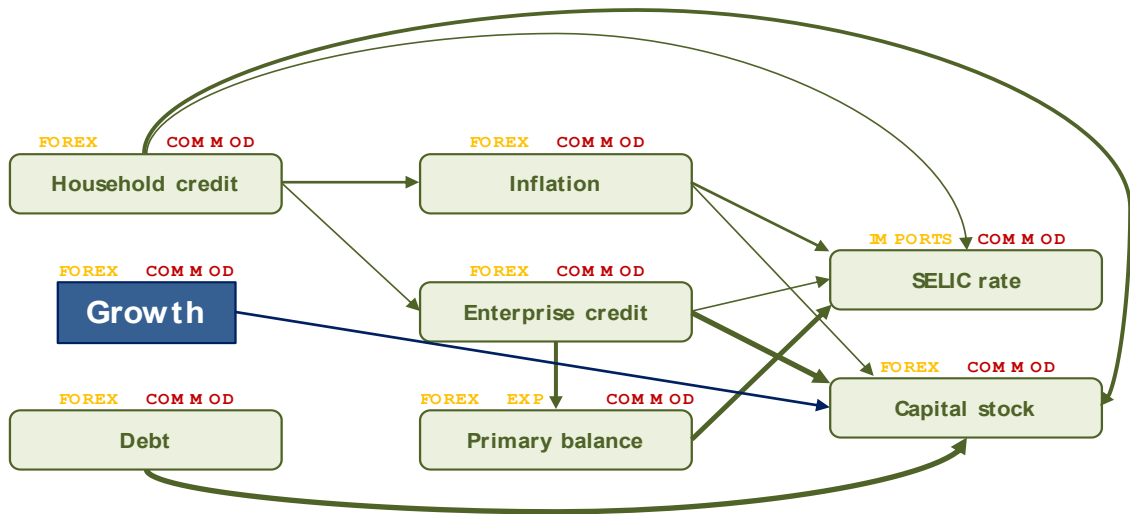 FOREX COMMOD
Household credit
FOREX COMMOD
Inflation
IMPORTS COMMOD
SELIC rate
FOREX COMMOD
Growth
FOREX COMMOD
Enterprise credit
FOREX COMMOD
Capital stock
FOREX COMMOD
Debt
FOREX EXP COMMOD
Primary balance